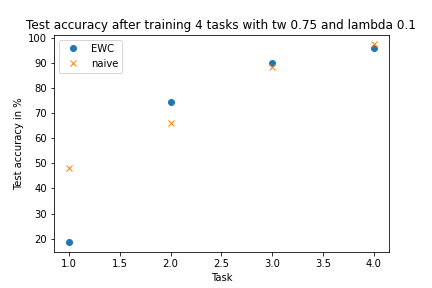 Test accuracy after training 4 tasks with tw 0.75 and lambda 0.1
EWC
naive
Test accuracy in %
100
90
80
70
60
50
40
30
20
1.0 1.5 2.0 2.5 3.0 3.5 4.0
Task